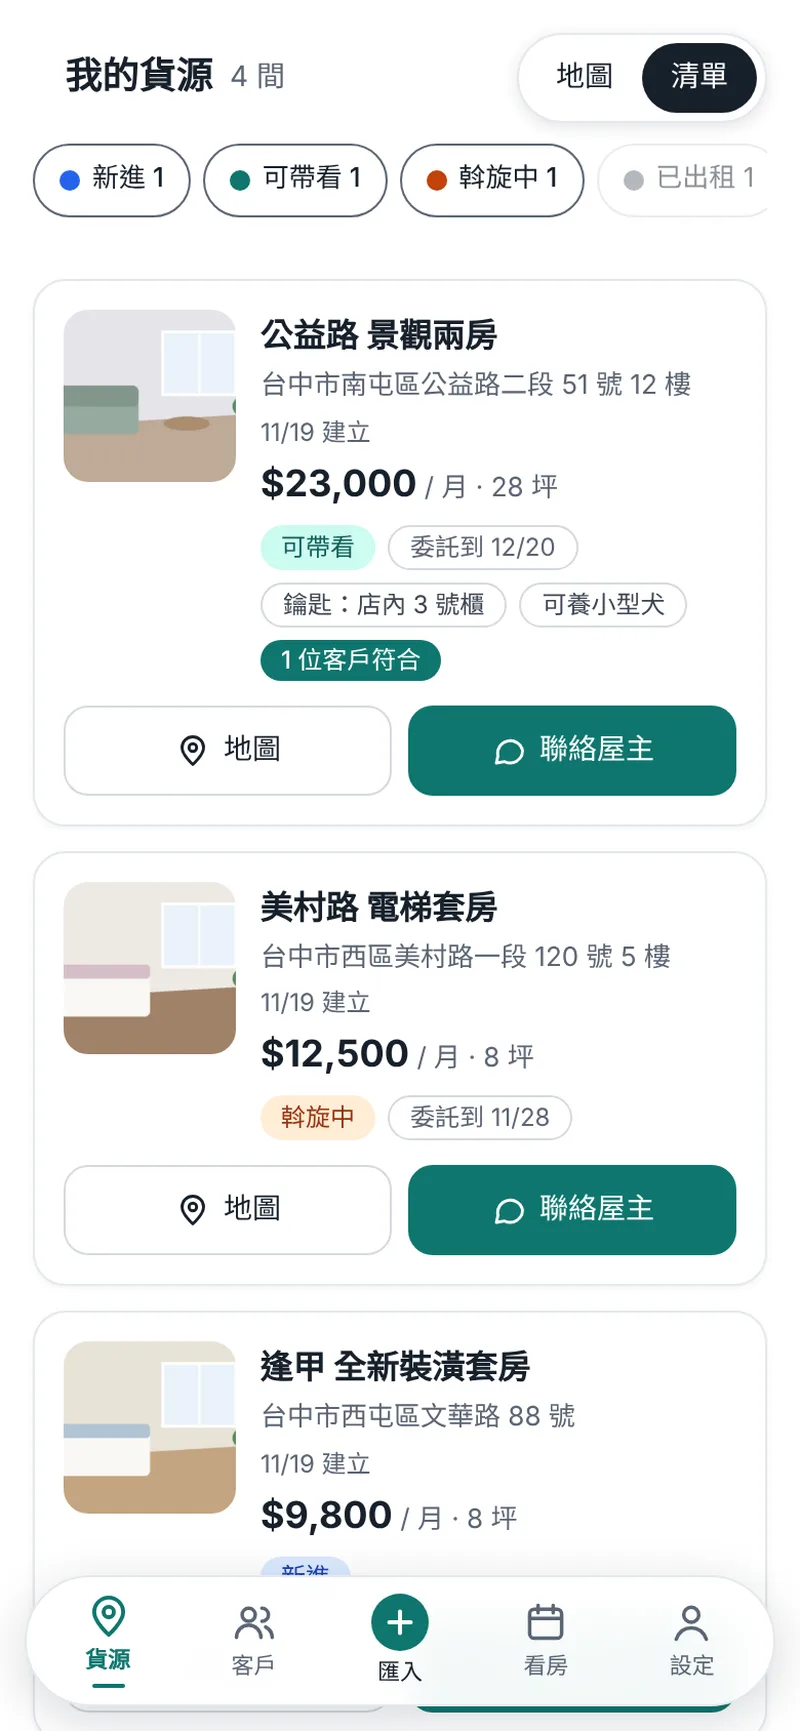 我的貨源 4 間
地圖 清單
新進 1 可帶看 1 斡旋中 1 已出租 1
公益路 景觀兩房
台中市南屯區公益路二段 51 號 12 樓
11/19 建立
$23,000 / 月 · 28 坪
可帶看 委託到 12/20
鑰匙：店內 3 號櫃 可養小型犬
1 位客戶符合
地圖 聯絡屋主
美村路 電梯套房
台中市西區美村路一段 120 號 5 樓
11/19 建立
$12,500 / 月 · 8 坪
斡旋中 委託到 11/28
地圖 聯絡屋主
逢甲 全新裝潢套房
台中市西屯區文華路 88 號
11/19 建立
$9,800 / 月 · 8 坪
新進
貨源 客戶 匯入 看房 設定